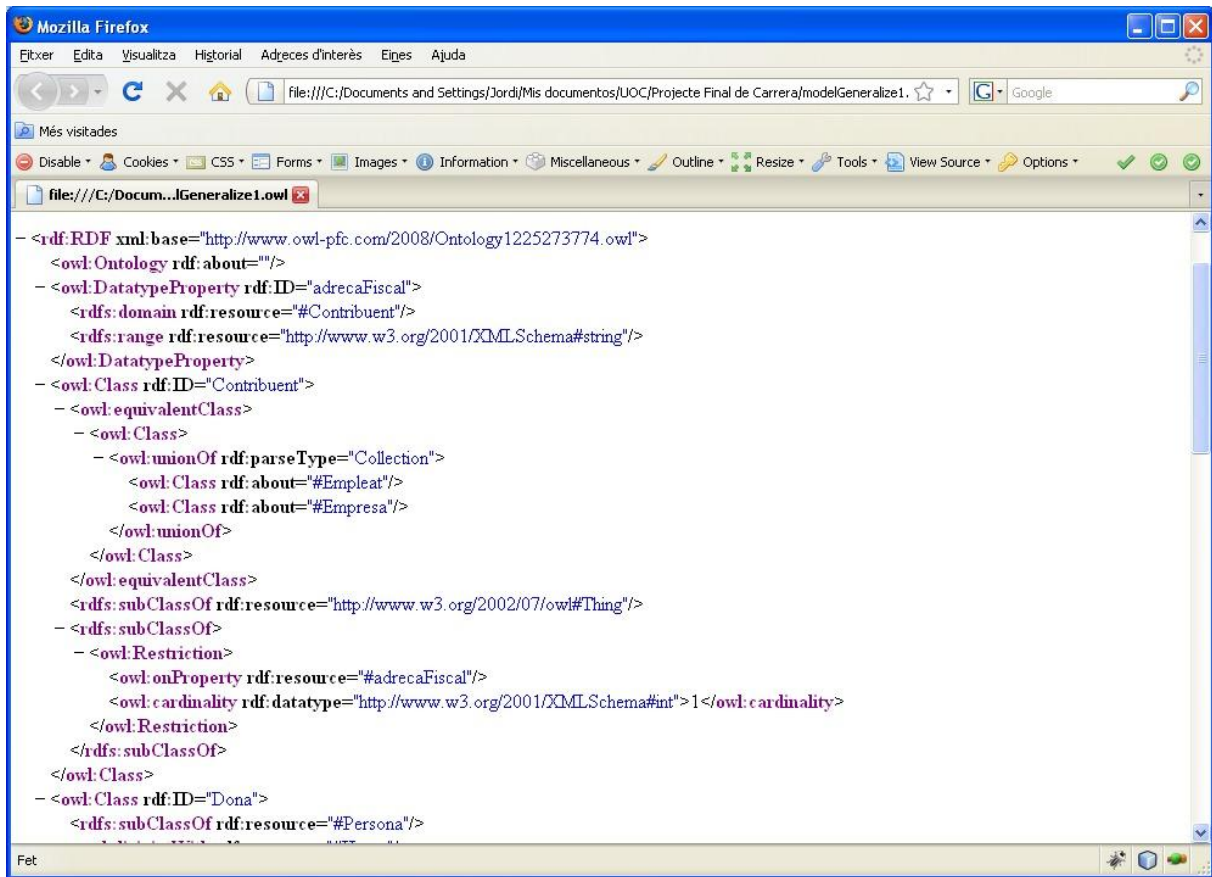 Mozilla Firefox
Fitxer Edita Visualitza Historial Adreces d'interès Eines Ajuda
file:///C:/Documents and Settings/Jordi/Mis documentos/UOC/Projecte Final de Carrera/modelGeneralize1. G Google
Més visitades
Disable Cookies CSS Forms Images Information Miscellaneous Outline Resize Tools View Source Options
file:///C:/Docum...lGeneralize1.owl
− <rdf:RDF xml:base="http://www.owl-pfc.com/2008/Ontology1225273774.owl">
<owl:Ontology rdf:about=""/>
− <owl:DatatypeProperty rdf:ID="adrecaFiscal">
<rdfs:domain rdf:resource="#Contribuent"/>
<rdfs:range rdf:resource="http://www.w3.org/2001/XMLSchema#string"/>
</owl:DatatypeProperty>
− <owl:Class rdf:ID="Contribuent">
− <owl:equivalentClass>
− <owl:Class>
− <owl:unionOf rdf:parseType="Collection">
<owl:Class rdf:about="#Empleat"/>
<owl:Class rdf:about="#Empresa"/>
</owl:unionOf>
</owl:Class>
</owl:equivalentClass>
<rdfs:subClassOf rdf:resource="http://www.w3.org/2002/07/owl#Thing"/>
− <rdfs:subClassOf>
− <owl:Restriction>
<owl:onProperty rdf:resource="#adrecaFiscal"/>
<owl:cardinality rdf:datatype="http://www.w3.org/2001/XMLSchema#int">1</owl:cardinality>
</owl:Restriction>
</rdfs:subClassOf>
</owl:Class>
− <owl:Class rdf:ID="Dona">
<rdfs:subClassOf rdf:resource="#Persona"/>
Fet